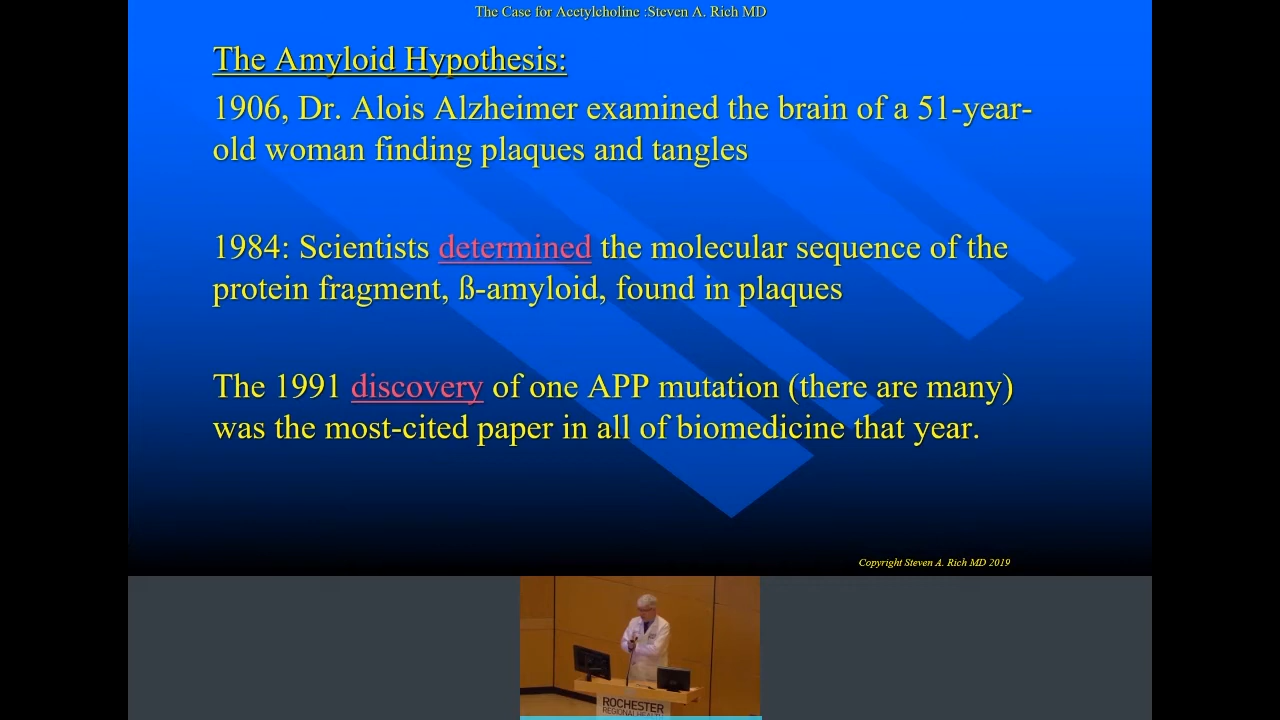 The Case for Acetylcholine :Steven A. Rich MD
The Amyloid Hypothesis:
1906, Dr. Alois Alzheimer examined the brain of a 51-year-
old woman finding plaques and tangles
1984: Scientists determined the molecular sequence of the
protein fragment, ß-amyloid, found in plaques
The 1991 discovery of one APP mutation (there are many)
was the most-cited paper in all of biomedicine that year.
Copyright Steven A. Rich MD 2019
ROCHESTER
REGIONAL HEALTH